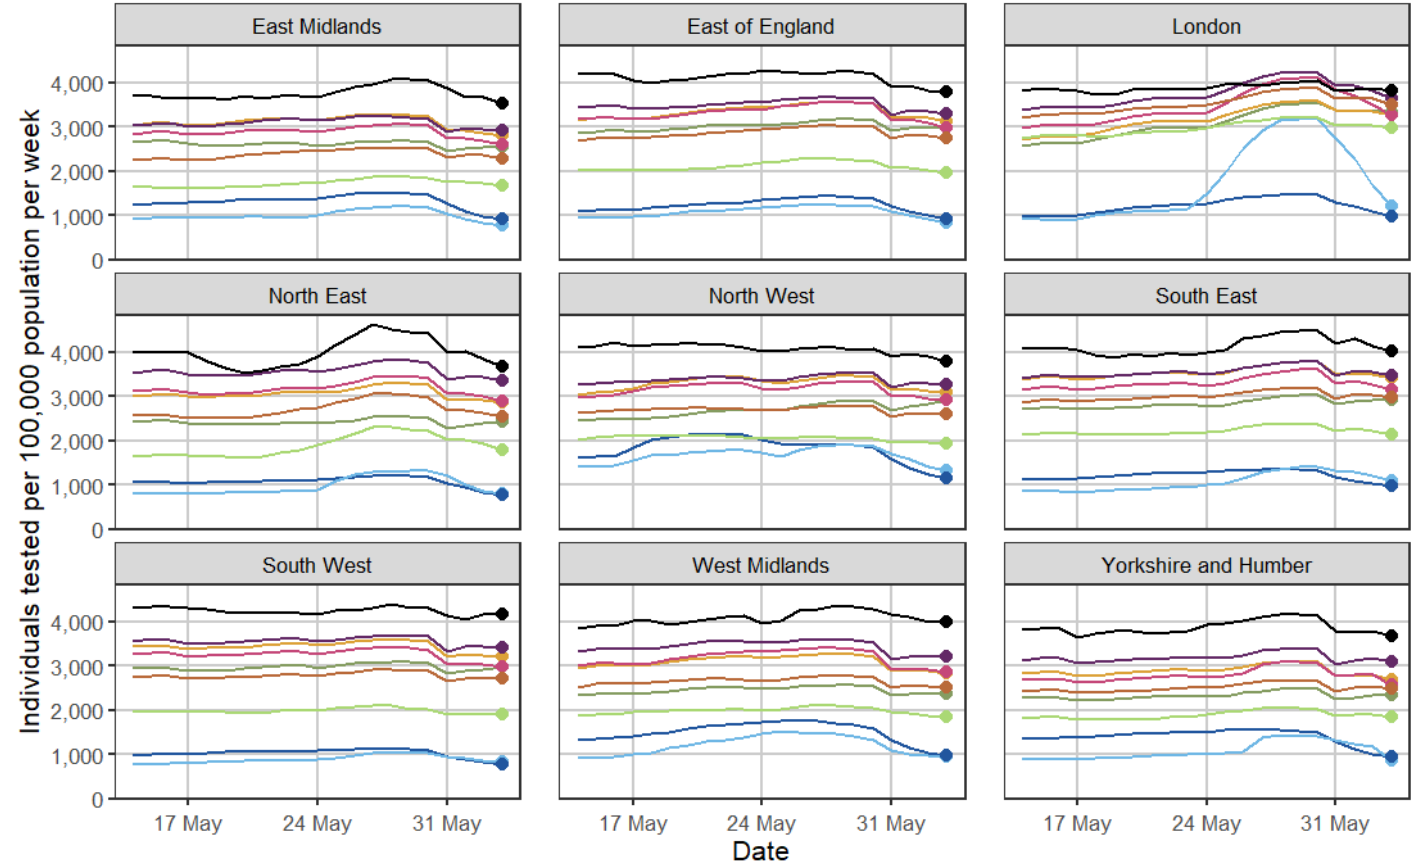 East Midlands
East of England
London
Individuals tested per 100,000 population per week
4,000
3,000
2,000
1,000
0
North East
North West
South East
4,000
3,000
2,000
1,000
0
South West
West Midlands
Yorkshire and Humber
4,000
3,000
2,000
1,000
0
17 May 24 May 31 May
17 May 24 May 31 May
17 May 24 May 31 May
Date